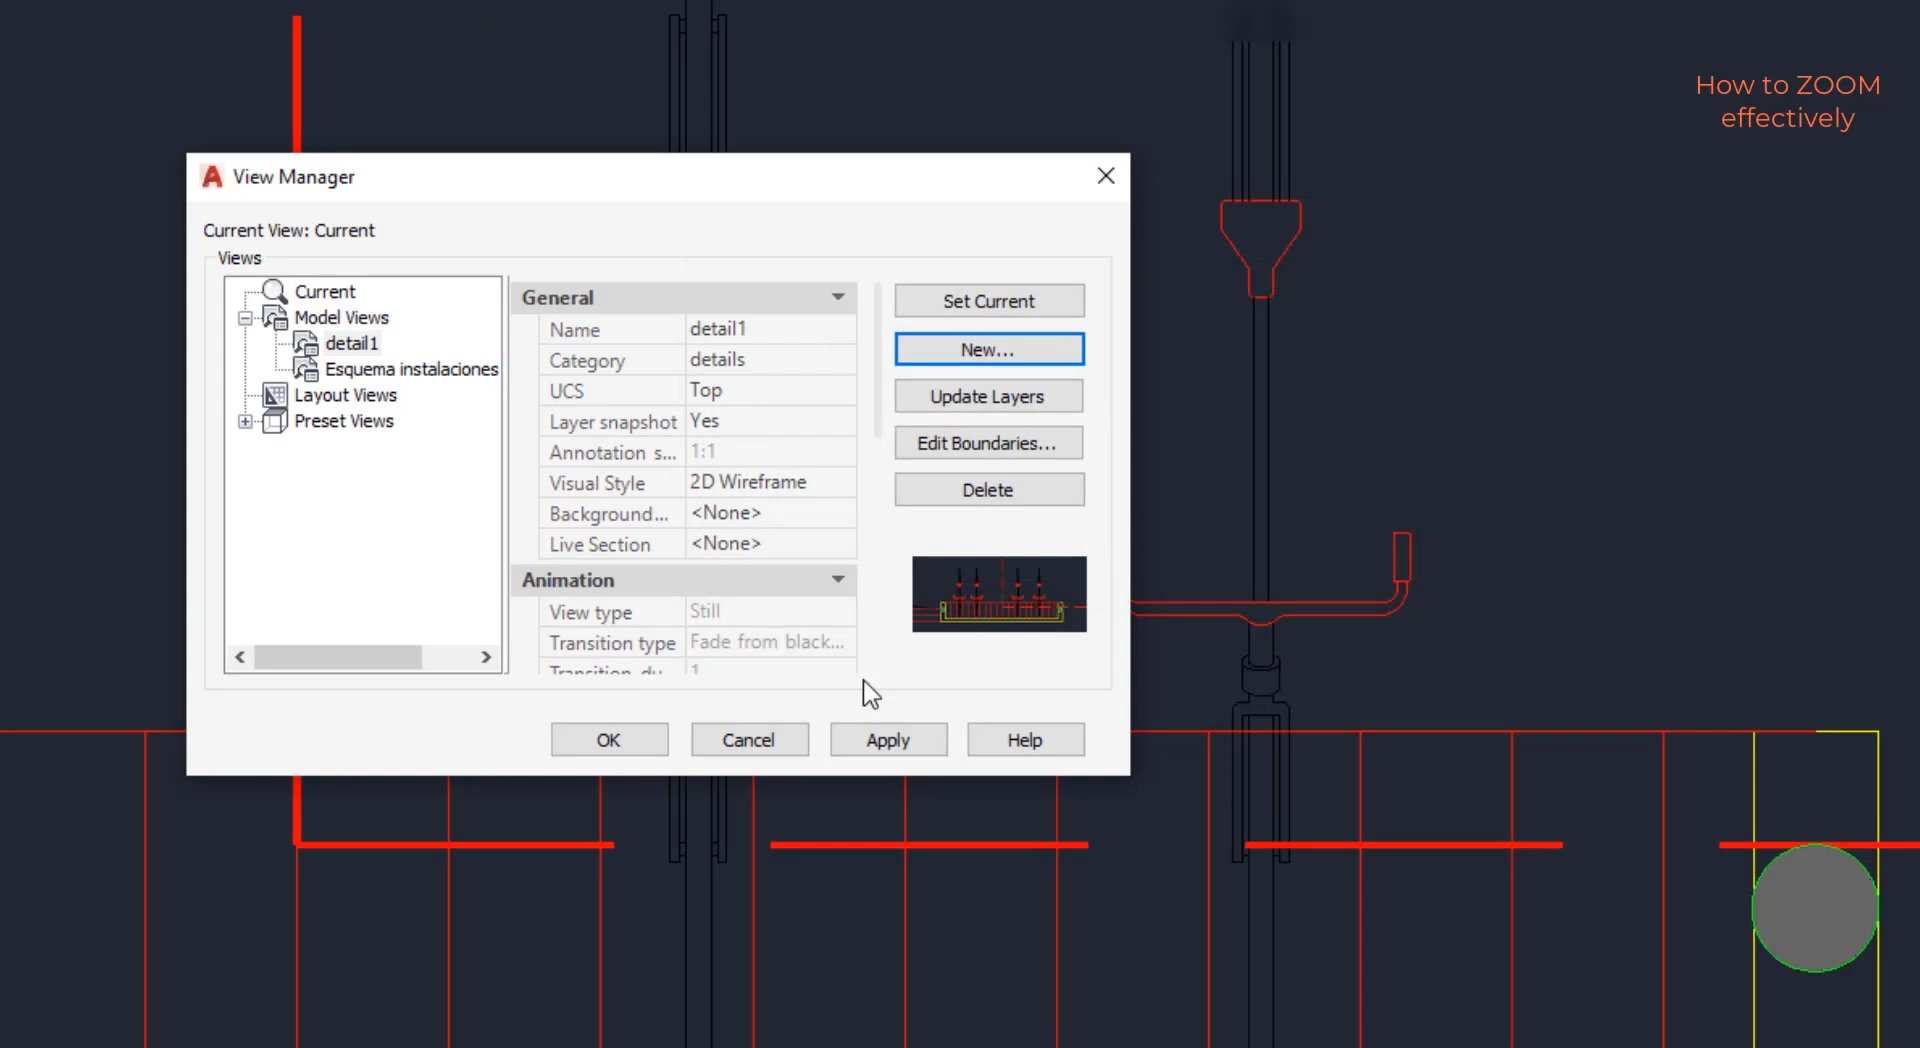 How to ZOOM
effectively
View Manager
Current View: Current
Views
Current
Model Views
detail1
Esquema instalaciones
Layout Views
Preset Views
General
Name detail1
Category details
UCS Top
Layer snapshot Yes
Annotation s... 1:1
Visual Style 2D Wireframe
Background... <None>
Live Section <None>
Animation
View type Still
Transition type Fade from black...
Transition du 1
Set Current
New...
Update Layers
Edit Boundaries...
Delete
OK Cancel Apply Help